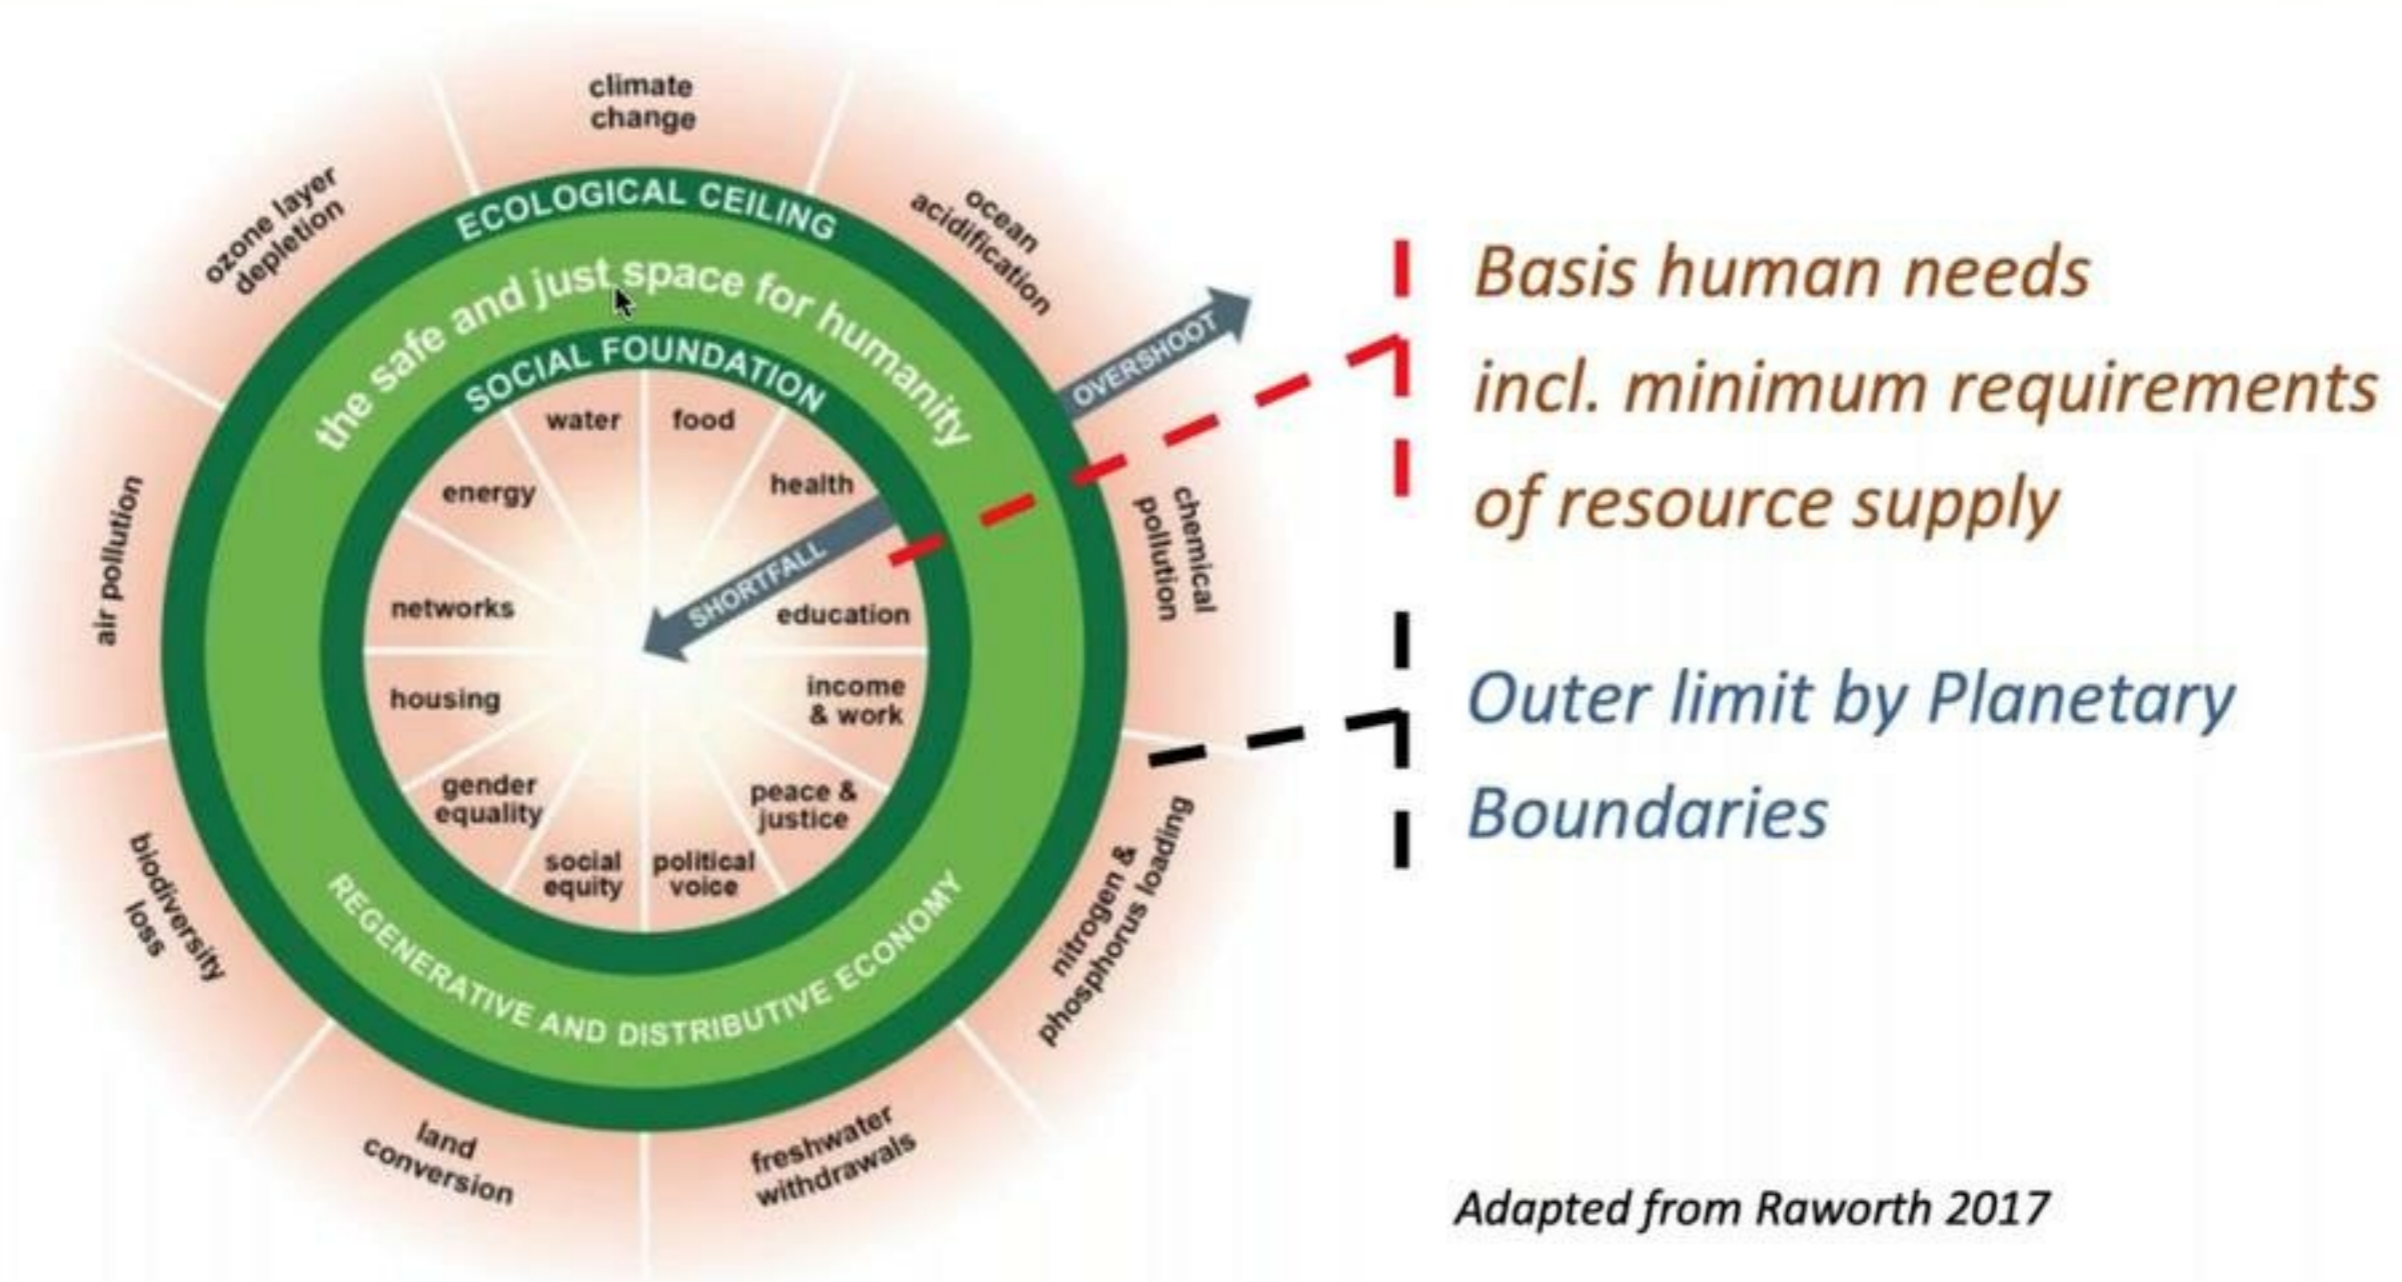 climate
change
ocean
acidification
chemical
pollution
nitrogen &
phosphorus loading
freshwater
withdrawals
land
conversion
biodiversity
loss
air pollution
ozone layer
depletion
ECOLOGICAL CEILING
the safe and just space for humanity
SOCIAL FOUNDATION
OVERSHOOT
SHORTFALL
water
food
health
education
income
& work
peace &
justice
political
voice
social
equity
gender
equality
housing
networks
energy
REGENERATIVE AND DISTRIBUTIVE ECONOMY
Basis human needs
incl. minimum requirements
of resource supply
Outer limit by Planetary
Boundaries
Adapted from Raworth 2017